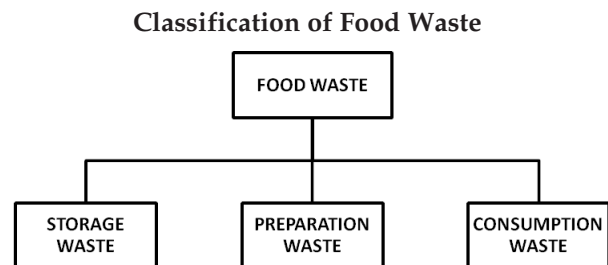 Classification of Food Waste
FOOD WASTE
STORAGE
WASTE
PREPARATION
WASTE
CONSUMPTION
WASTE